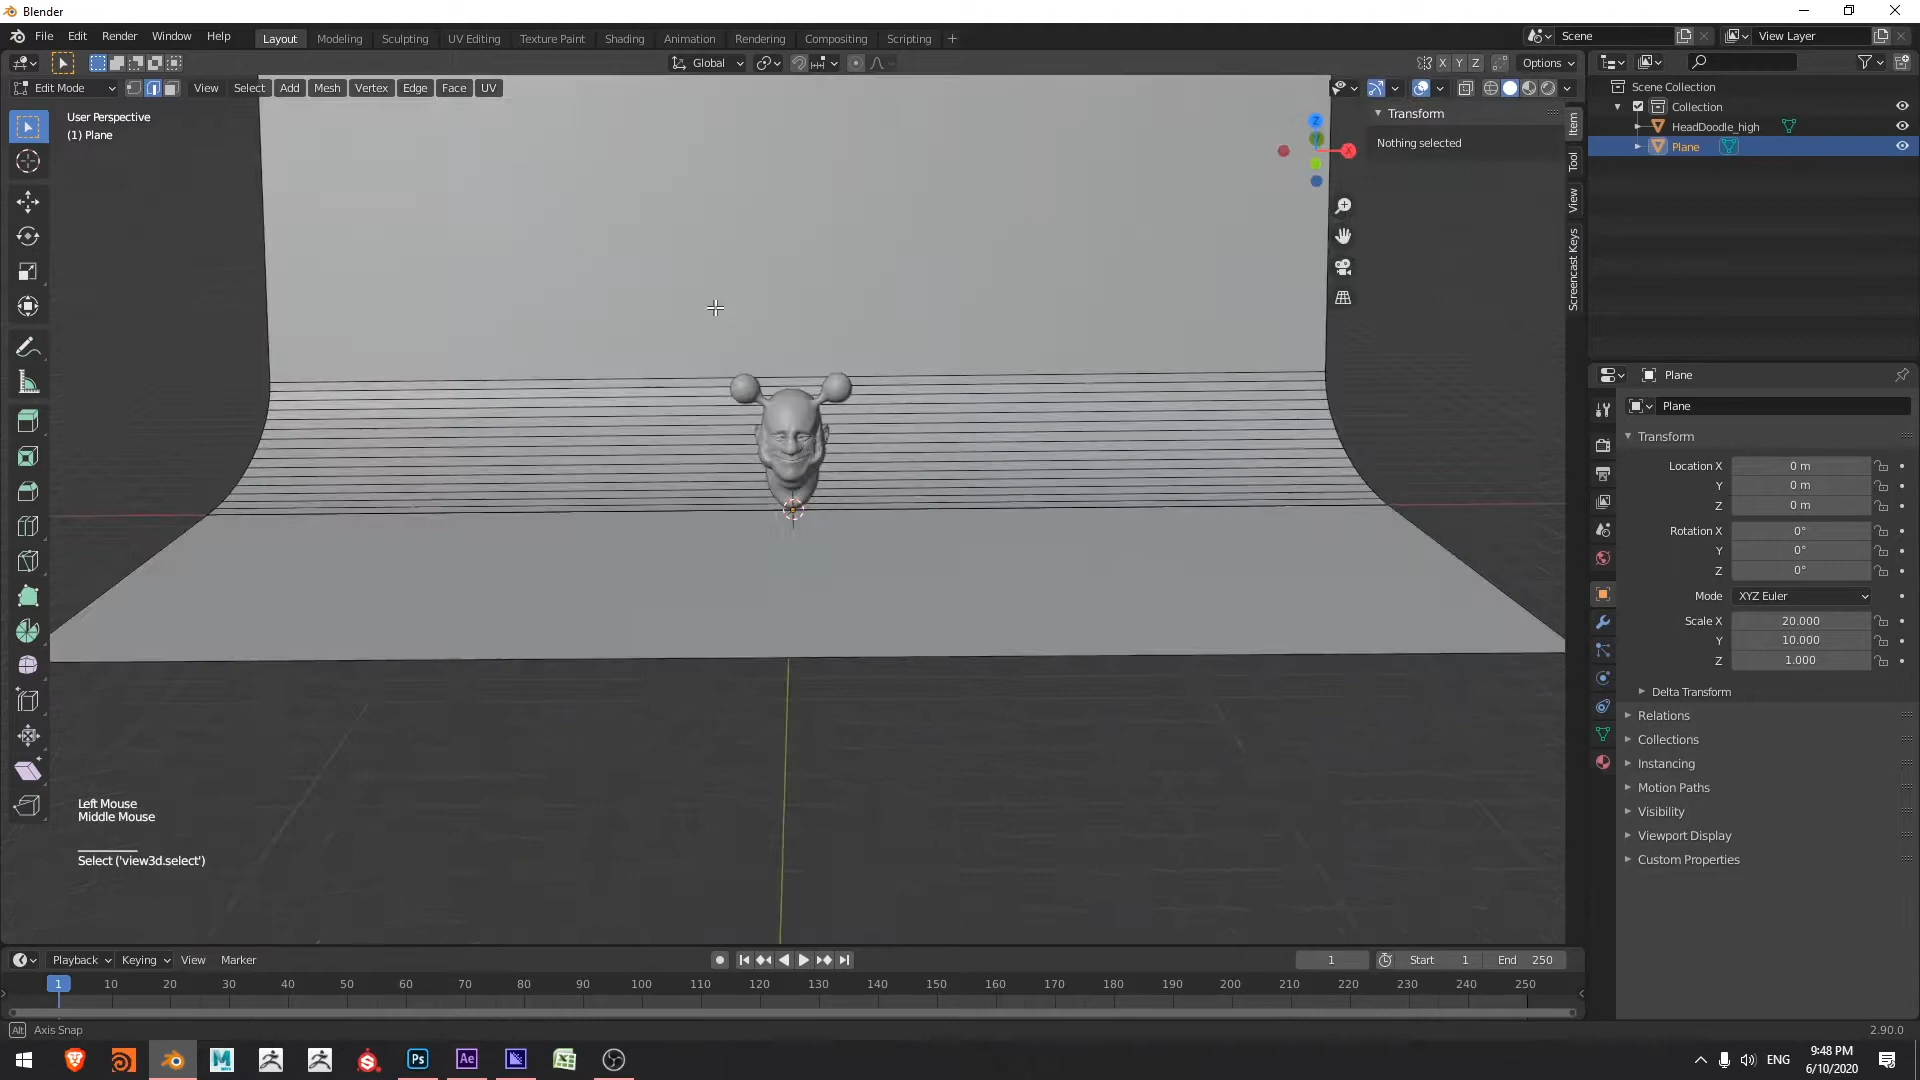 Blender
File Edit Render Window Help
Layout Modeling Sculpting UV Editing Texture Paint Shading Animation Rendering Compositing Scripting +
Scene
View Layer
Global
X Y Z Options
Edit Mode
View Select Add Mesh Vertex Edge Face UV
User Perspective
(1) Plane
Z
X
Transform
Nothing selected
Item
Tool
View
Screencast Keys
Left Mouse
Middle Mouse
Select ('view3d.select')
Scene Collection
Collection
HeadDoodle_high
Plane
Plane
Plane
Transform
Location X 0 m
Y 0 m
Z 0 m
Rotation X 0°
Y 0°
Z 0°
Mode XYZ Euler
Scale X 20.000
Y 10.000
Z 1.000
Delta Transform
Relations
Collections
Instancing
Motion Paths
Visibility
Viewport Display
Custom Properties
Playback Keying View Marker
1 Start 1 End 250
1 10 20 30 40 50 60 70 80 90 100 110 120 130 140 150 160 170 180 190 200 210 220 230 240 250
Alt Axis Snap
2.90.0
Ps Ae
ENG
9:48 PM
6/10/2020